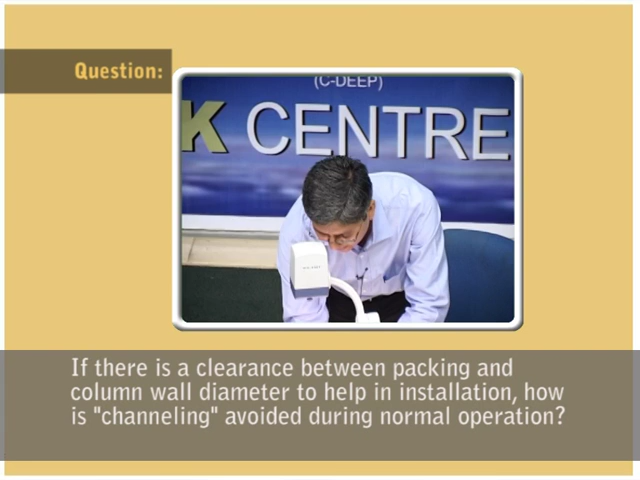 Question:
(C-DEEP)
K CENTRE
If there is a clearance between packing and
column wall diameter to help in installation, how
is "channeling" avoided during normal operation?